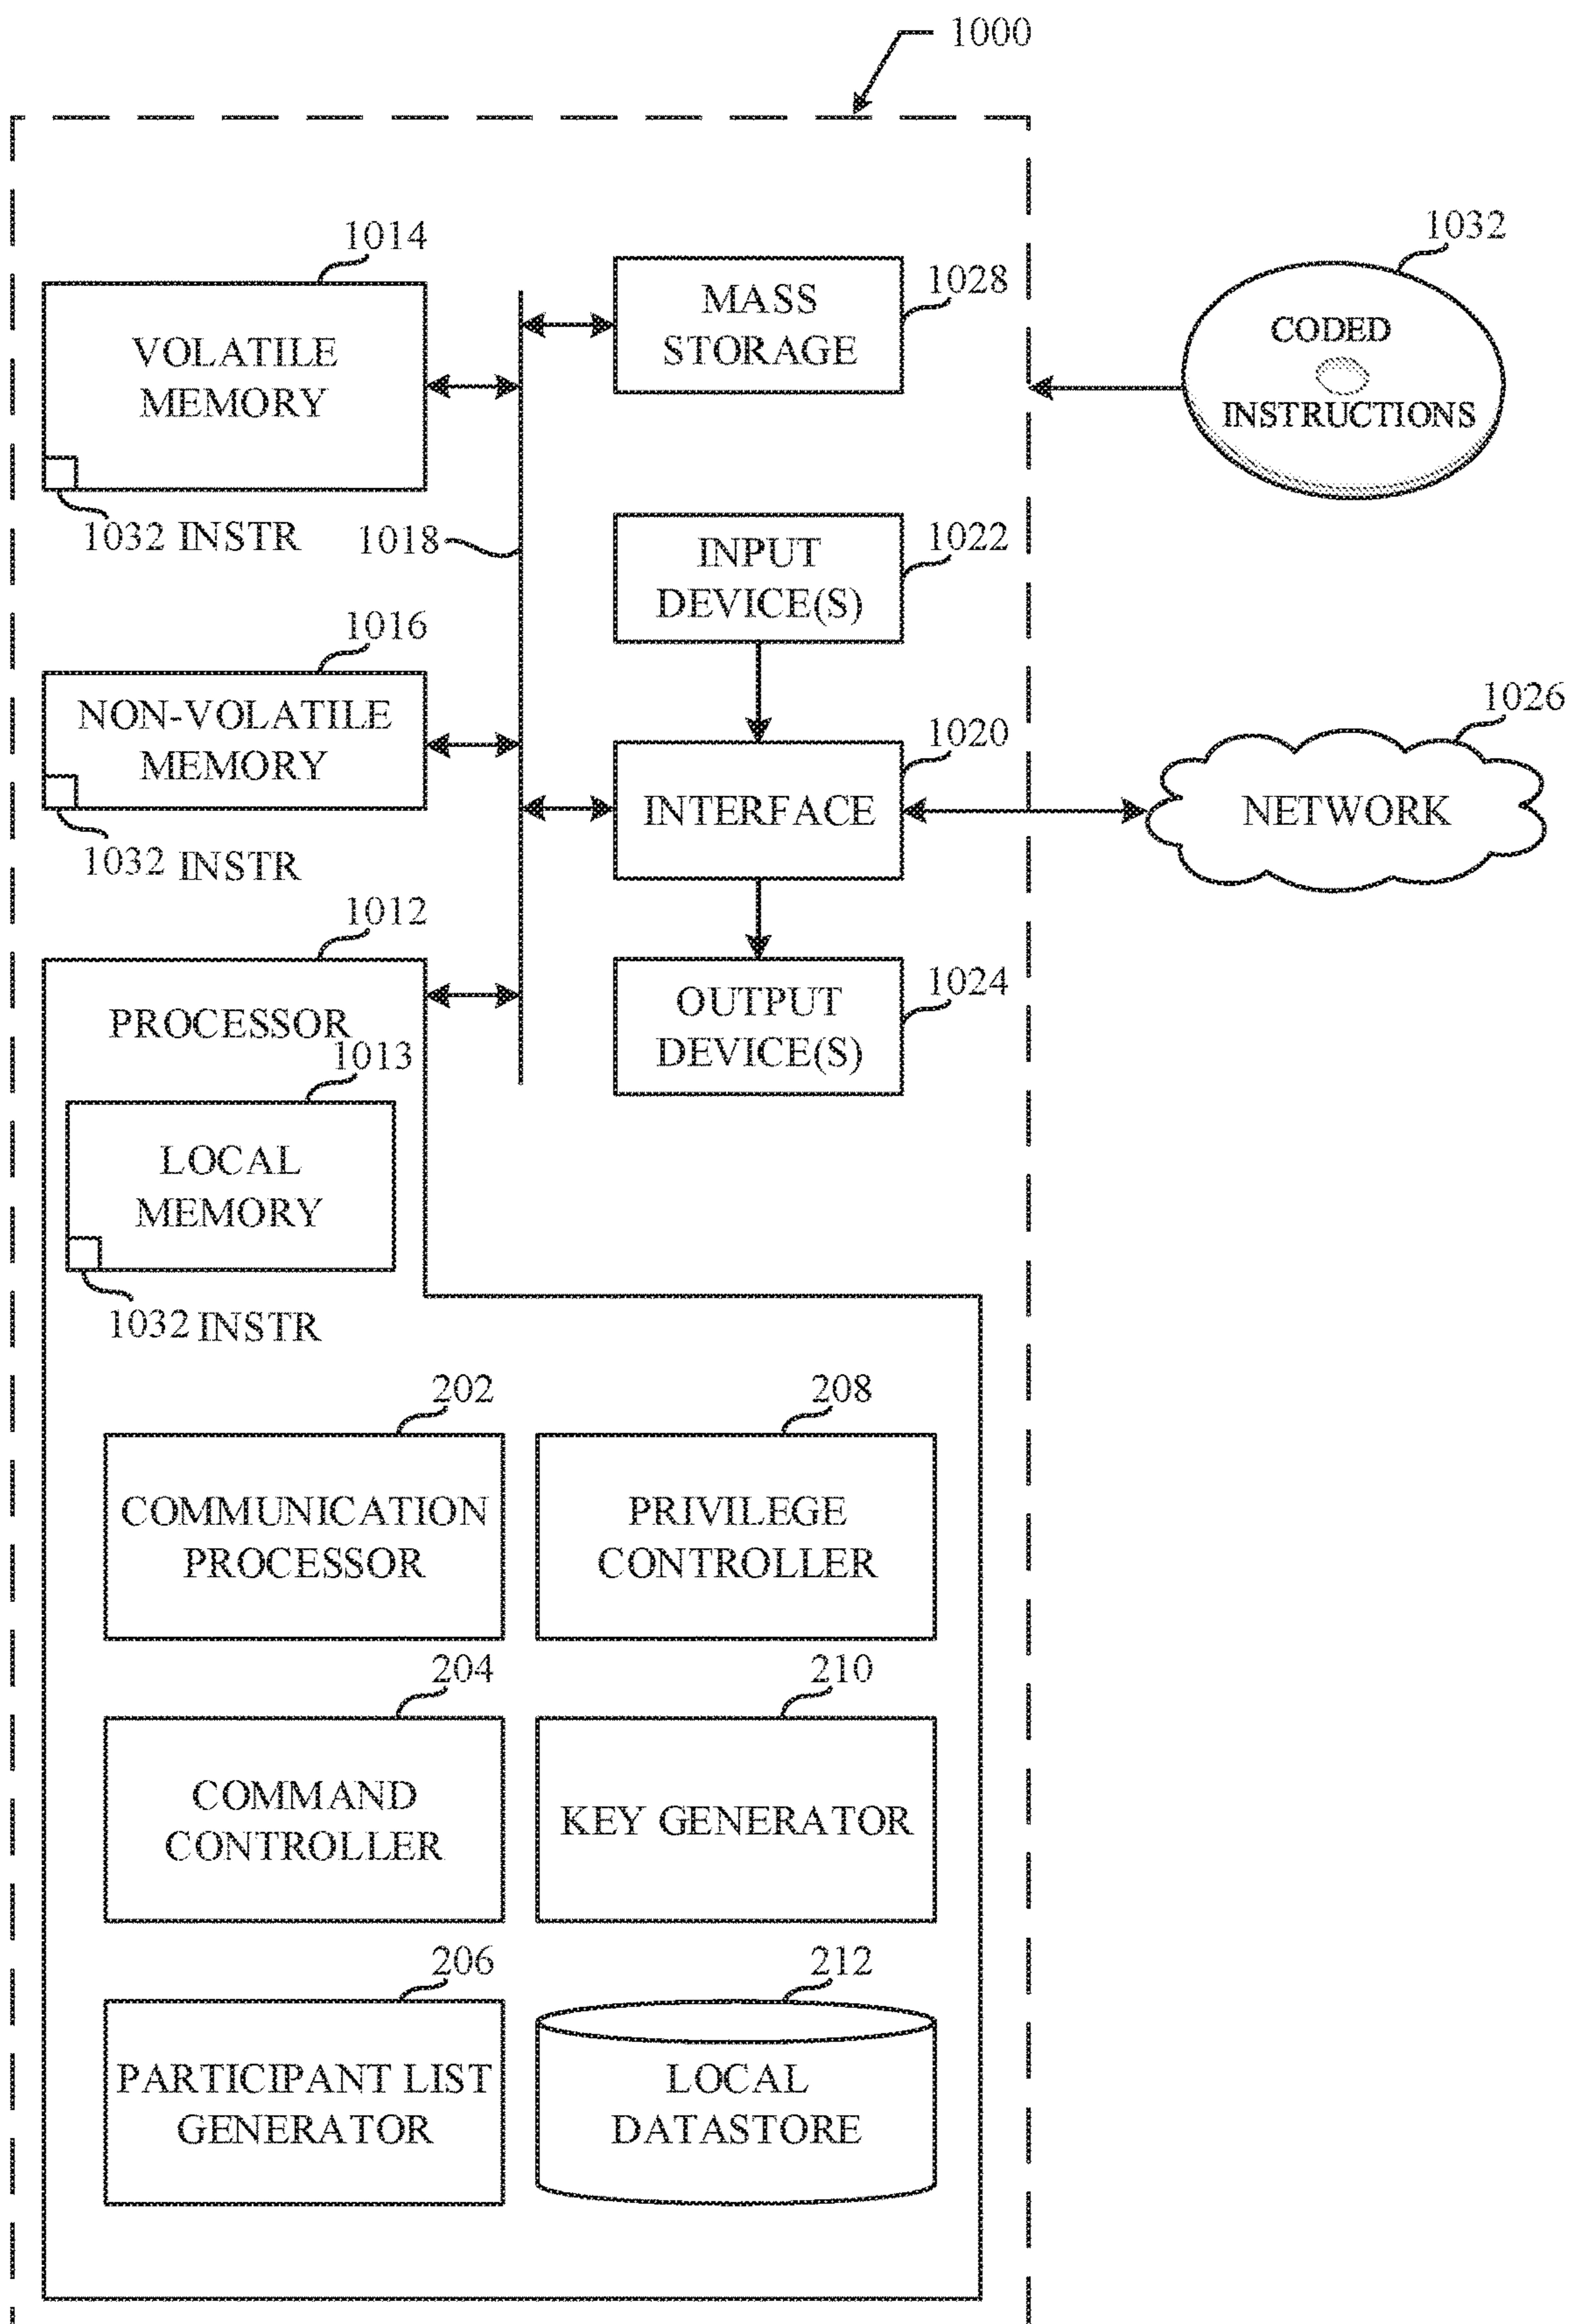 1000
1014
VOLATILE
MEMORY
1032 INSTR
1018
MASS
STORAGE
1028
1032
CODED
INSTRUCTIONS
INPUT
DEVICE(S)
1022
1016
NON-VOLATILE
MEMORY
1032 INSTR
INTERFACE
1020
1026
NETWORK
1012
PROCESSOR
1013
LOCAL
MEMORY
1032 INSTR
OUTPUT
DEVICE(S)
1024
202
COMMUNICATION
PROCESSOR
208
PRIVILEGE
CONTROLLER
204
COMMAND
CONTROLLER
210
KEY GENERATOR
206
PARTICIPANT LIST
GENERATOR
212
LOCAL
DATASTORE